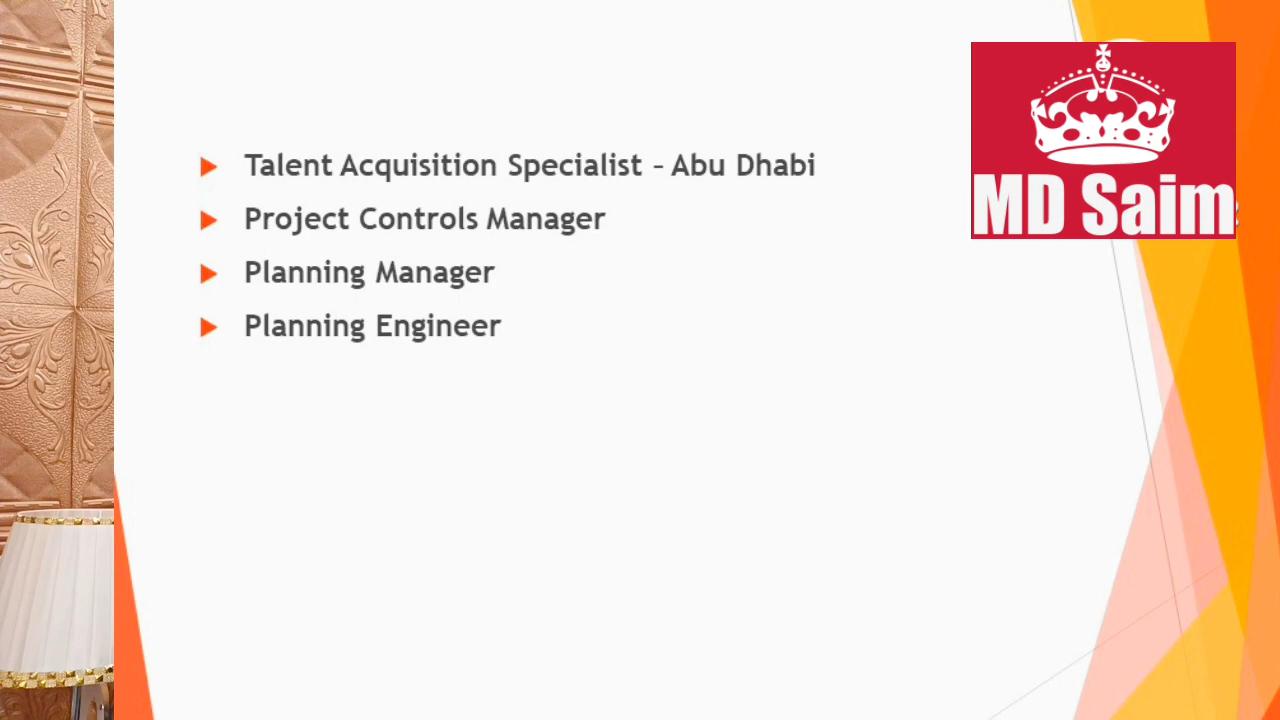 Talent Acquisition Specialist – Abu Dhabi
Project Controls Manager
Planning Manager
Planning Engineer
MD Saim